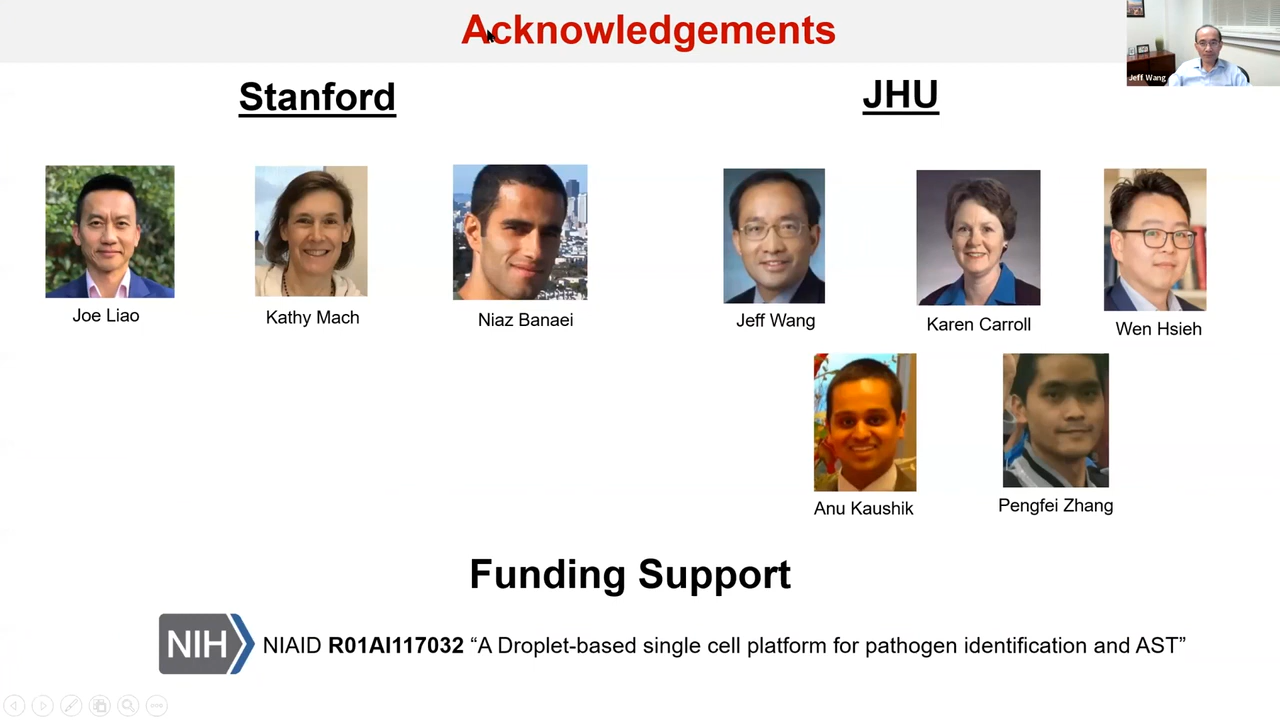 Acknowledgements
Jeff Wang
Stanford
JHU
Joe Liao
Kathy Mach
Niaz Banaei
Jeff Wang
Karen Carroll
Wen Hsieh
Anu Kaushik
Pengfei Zhang
Funding Support
NIH NIAID R01AI117032 “A Droplet-based single cell platform for pathogen identification and AST”